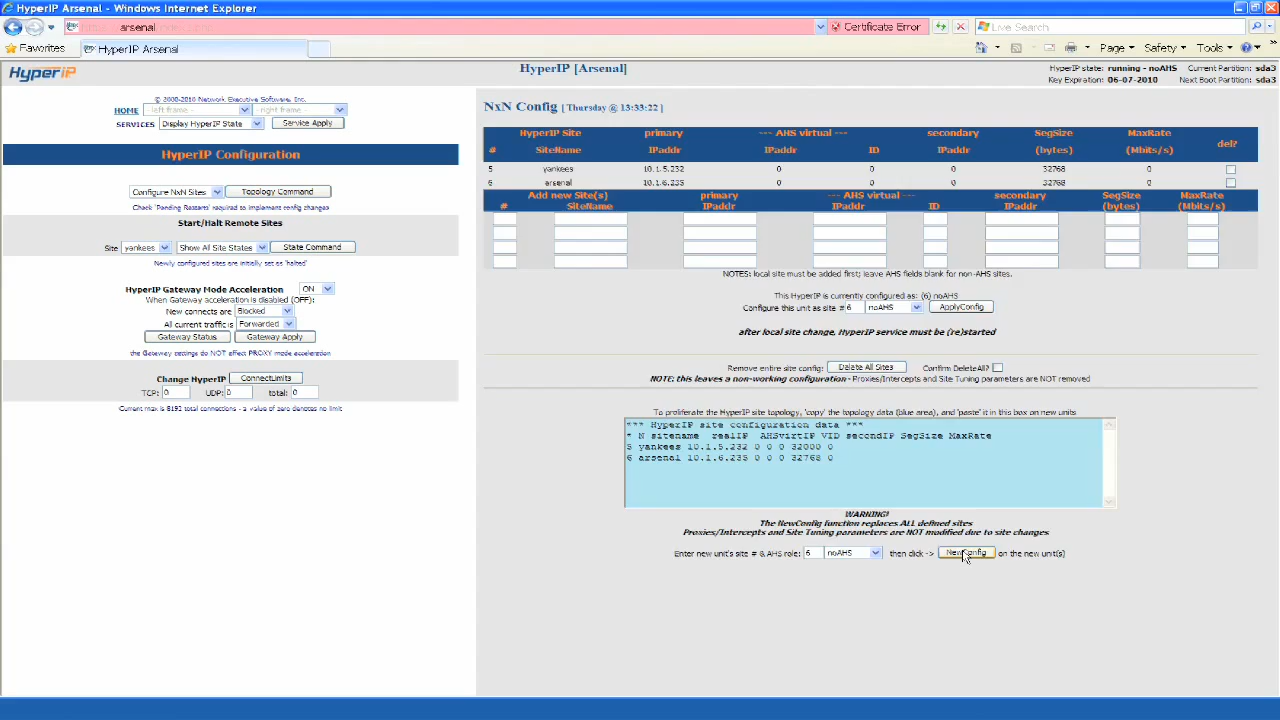 HyperIP Arsenal - Windows Internet Explorer
arsenal
Certificate Error
Live Search
Favorites
HyperIP Arsenal
Page
Safety
Tools
HyperIP
HyperIP [Arsenal]
HyperIP state: running - noAHS Current Partition: sda3
Key Expiration: 06-07-2010 Next Boot Partition: sda3
© 2008-2010 Network Executive Software, Inc.
HOME -left frame- -right frame-
SERVICES Display HyperIP State Service Apply
HyperIP Configuration
Configure NxN Sites Topology Command
Check 'Pending Restarts' required to implement config changes
Start/Halt Remote Sites
Site yankees Show All Site States State Command
Newly configured sites are initially set as 'halted'
HyperIP Gateway Mode Acceleration ON
When Gateway acceleration is disabled (OFF):
New connects are Blocked
All current traffic is Forwarded
Gateway Status Gateway Apply
the Gateway settings do NOT effect PROXY mode acceleration
Change HyperIP ConnectLimits
TCP: 0 UDP: 0 total: 0
Current max is 8192 total connections - a value of zero denotes no limit
NxN Config [ Thursday @ 13:33:22 ]
HyperIP Site primary --- AHS virtual --- secondary SegSize MaxRate del?
# SiteName IPaddr IPaddr ID IPaddr (bytes) (Mbits/s)
5 yankees 10.1.5.232 0 0 0 32768 0
6 arsenal 10.1.6.235 0 0 0 32768 0
Add new Site(s) primary --- AHS virtual --- secondary SegSize MaxRate
# SiteName IPaddr IPaddr ID IPaddr (bytes) (Mbits/s)
NOTES: local site must be added first; leave AHS fields blank for non-AHS sites.
This HyperIP is currently configured as: (6) noAHS
Configure this unit as site # 6 noAHS ApplyConfig
after local site change, HyperIP service must be (re)started
Remove entire site config: Delete All Sites Confirm DeleteAll?
NOTE: this leaves a non-working configuration - Proxies/Intercepts and Site Tuning parameters are NOT removed
To proliferate the HyperIP site topology, 'copy' the topology data (blue area), and 'paste' it in this box on new units
*** HyperIP site configuration data ***
* N sitename realIP AHSvirtIP VID secondIP SegSize MaxRate
5 yankees 10.1.5.232 0 0 0 32000 0
6 arsenal 10.1.6.235 0 0 0 32768 0
WARNING!
The NewConfig function replaces ALL defined sites
Proxies/Intercepts and Site Tuning parameters are NOT modified due to site changes
Enter new unit's site # & AHS role: 6 noAHS then click -> NewConfig on the new unit(s)